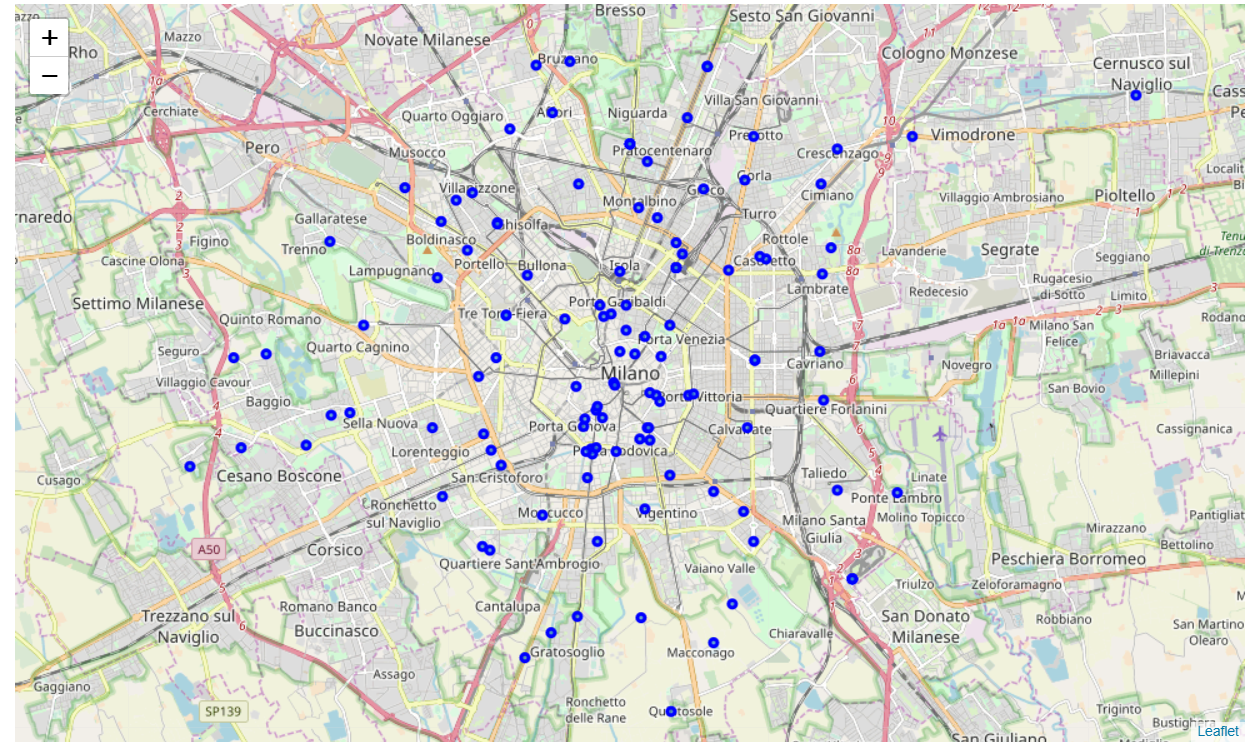 +
−
azzo
Rho
Mazzo
Novate Milanese
Bresso
Sesto San Giovanni
Cologno Monzese
Cernusco sul
Naviglio
Bruzzano
Cerchiate
Quarto Oggiaro
Affori
Niguarda
Villa San Giovanni
Precotto
Vimodrone
Pero
Musocco
Pratocentenaro
Crescenzago
Villapizzone
Greco
Gorla
Cimiano
Villaggio Ambrosiano
Pioltello
rnaredo
Gallaratese
Montalbino
Turro
Figino
Trenno
Boldinasco
Ghisolfa
Rottole
Lavanderie
Segrate
Seggiano
Cascine Olona
Lampugnano
Portello
Bullona
Isola
Casoretto
Lambrate
Redecesio
Rugacesio
di Sotto
Limito
Settimo Milanese
Quinto Romano
Tre Torri-Fiera
Porta Garibaldi
Porta Venezia
Milano San
Felice
Rodano
Seguro
Quarto Cagnino
Milano
Cavriano
Novegro
Briavacca
Millepini
Villaggio Cavour
Baggio
San Bovio
Sella Nuova
Porta Genova
Porta Vittoria
Quartiere Forlanini
Calvairate
Cassignanica
Lorenteggio
Porta Lodovica
Cusago
Cesano Boscone
San Cristoforo
Taliedo
Linate
Ronchetto
sul Naviglio
Moncucco
Vigentino
Ponte Lambro
Molino Topicco
Milano Santa
Giulia
Mirazzano
Pantigliat
Bettolino
A50
Corsico
Quartiere Sant'Ambrogio
Vaiano Valle
Peschiera Borromeo
Triulzo
Zeloforamagno
Trezzano sul
Naviglio
Romano Banco
Buccinasco
Cantalupa
Chiaravalle
San Donato
Milanese
Robbiano
San Martino
Olearo
Gratosoglio
Macconago
Assago
Gaggiano
SP139
Ronchetto
delle Rane
Quintosole
Triginto
Bustighera
San Giuliano
Leaflet